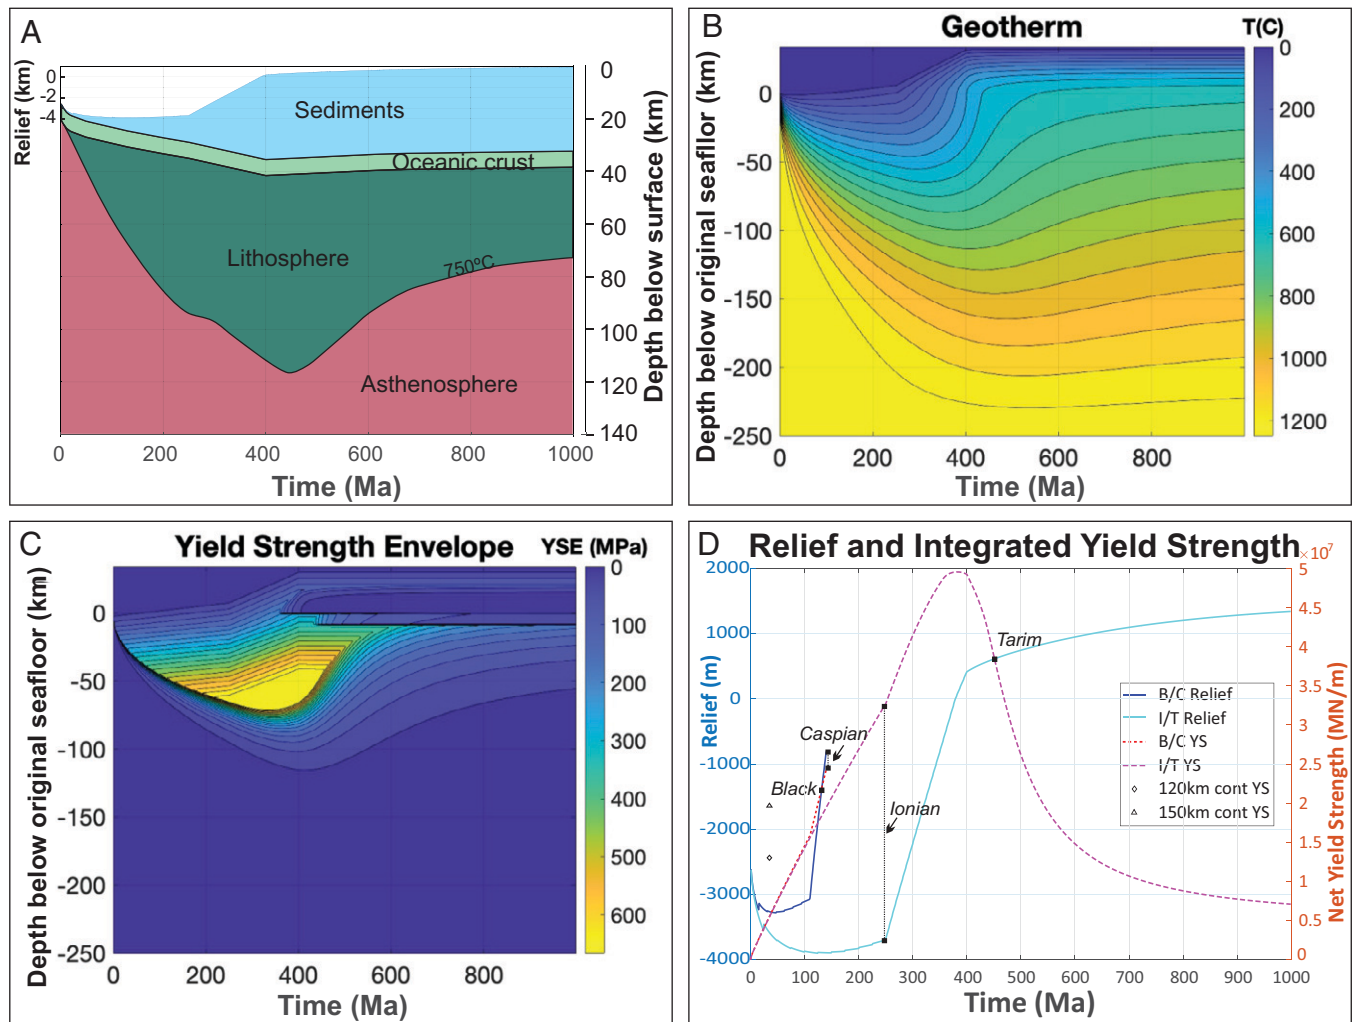 A
Relief (km)
0
-2
-4
Sediments
Oceanic crust
Lithosphere
750ºC
Asthenosphere
0
20
40
60
80
100
120
140
Depth below surface (km)
0 200 400 600 800 1000
Time (Ma)
B
Geotherm
T(C)
Depth below original seafllor (km)
0
-50
-100
-150
-200
-250
0 200 400 600 800
Time (Ma)
0
200
400
600
800
1000
1200
C
Yield Strength Envelope
YSE (MPa)
Depth below original seafloor (km)
0
-50
-100
-150
-200
-250
0 200 400 600 800
Time (Ma)
0
100
200
300
400
500
600
D
Relief and Integrated Yield Strength
×10⁷
Relief (m)
2000
1000
0
-1000
-2000
-3000
-4000
Tarim
Caspian
Black
Ionian
B/C Relief
I/T Relief
B/C YS
I/T YS
120km cont YS
150km cont YS
5
4.5
4
3.5
3
2.5
2
1.5
1
0.5
0
Net Yield Strength (MN/m)
0 100 200 300 400 500 600 700 800 900 1000
Time (Ma)